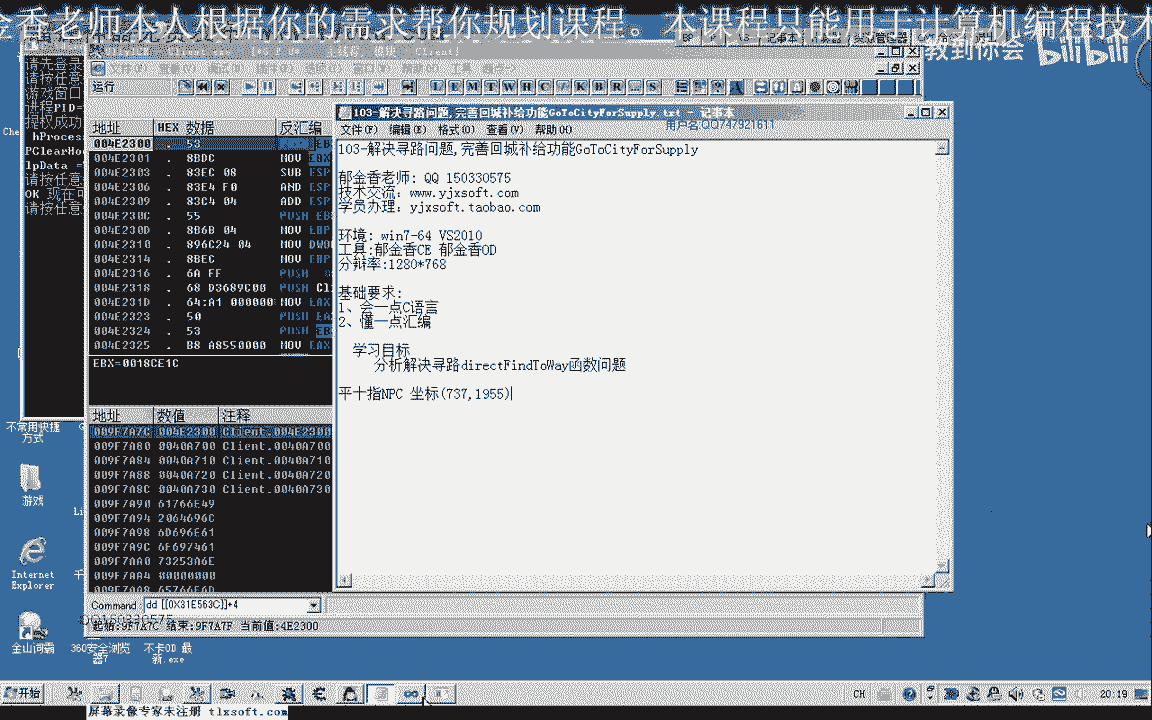 金香老师本人根据你的需求帮你规划课程。本课程只能用于计算机编程技术
教到你会 bilibili
运行
地址 HEX 数据 反汇编
004E2300 . 53
004E2301 . 8BDC MOV EBX
004E2303 . 83EC 08 SUB ESP
004E2306 . 83E4 F0 AND ESP
004E2309 . 83C4 04 ADD ESP
004E230C . 55 PUSH EB
004E230D . 8B6B 04 MOV EBP
004E2310 . 896C24 04 MOV DWO
004E2314 . 8BEC MOV EBP
004E2316 . 6A FF PUSH
004E2318 . 68 D3689C00 PUSH Cl
004E231D . 64:A1 000000 MOV EAX
004E2323 . 50 PUSH EA
004E2324 . 53 PUSH EB
004E2325 . B8 A8550000 MOV EAX
EBX=0018CE1C
地址 数值 注释
009F7A7C 004E2300 Client.004E2300
009F7A80 0040A700 Client.0040A700
009F7A84 0040A710 Client.0040A710
009F7A88 0040A720 Client.0040A720
009F7A8C 0040A730 Client.0040A730
009F7A90 61766E49
009F7A94 2064696C
009F7A98 6D696E61
009F7A9C 6F697461
009F7AA0 73253A6E
009F7AA4 00000000
009F7AA8 65766F6D
Command dd [[0X31E563C]]+4
起始:9F7A7C 结束:9F7A7F 当前值:4E2300
103-解决寻路问题,完善回城补给功能GoToCityForSupply.txt - 记事本
文件(F) 编辑(E) 格式(O) 查看(V) 帮助(H)
用户名QQ747921611
103-解决寻路问题,完善回城补给功能GoToCityForSupply
郁金香老师: QQ 150330575
技术交流: www.yjxsoft.com
学员办理: yjxsoft.taobao.com
环境: win7-64 VS2010
工具:郁金香CE 郁金香OD
分辩率:1280*768
基础要求:
1、会一点C语言
2、懂一点汇编
学习目标
分析解决寻路directFindToWay函数问题
平十指NPC 坐标(737,1955)
请先登录
请按任意
游戏窗口
进程PID=
提权成功
hProcess
PClearHo
lpData =
请按任意
OK 现在可
请按任意
不常用快捷方式
游戏
Internet Explorer
金山词霸
360安全浏览器7
不卡OD 最新.exe
开始
CH
20:19
屏幕录像专家未注册 tlxsoft.com